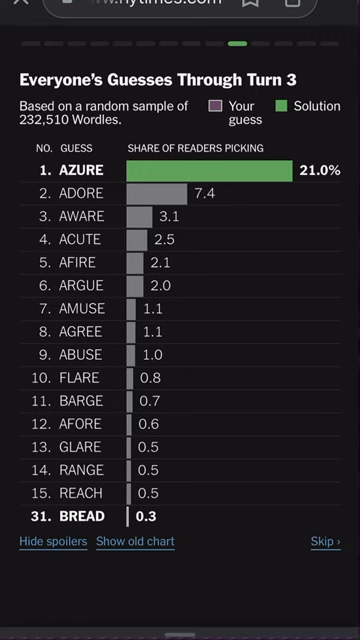 .nytimes.com
Everyone's Guesses Through Turn 3
Based on a random sample of
232,510 Wordles.
Your
guess
Solution
NO. GUESS SHARE OF READERS PICKING
1. AZURE 21.0%
2. ADORE 7.4
3. AWARE 3.1
4. ACUTE 2.5
5. AFIRE 2.1
6. ARGUE 2.0
7. AMUSE 1.1
8. AGREE 1.1
9. ABUSE 1.0
10. FLARE 0.8
11. BARGE 0.7
12. AFORE 0.6
13. GLARE 0.5
14. RANGE 0.5
15. REACH 0.5
31. BREAD 0.3
Hide spoilers Show old chart Skip ›